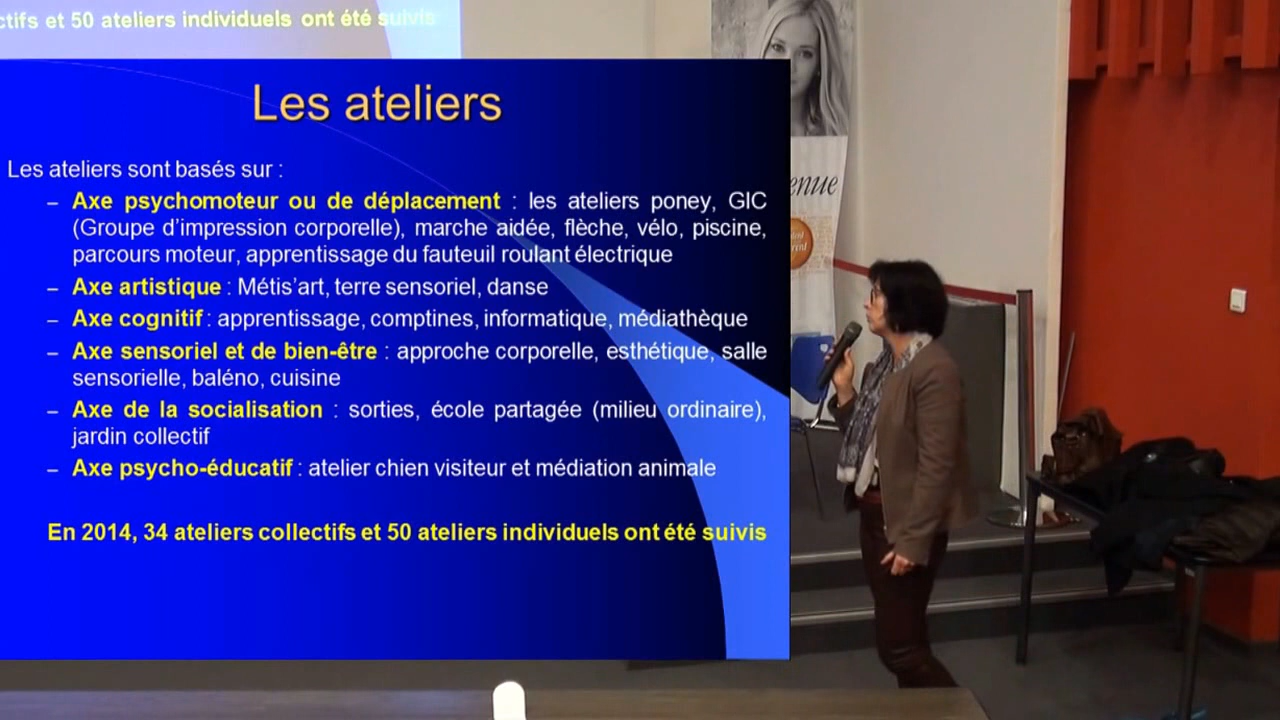 ctifs et 50 ateliers individuels ont été suivis
Les ateliers
Les ateliers sont basés sur :
– Axe psychomoteur ou de déplacement : les ateliers poney, GIC
(Groupe d’impression corporelle), marche aidée, flèche, vélo, piscine,
parcours moteur, apprentissage du fauteuil roulant électrique
– Axe artistique : Métis’art, terre sensoriel, danse
– Axe cognitif : apprentissage, comptines, informatique, médiathèque
– Axe sensoriel et de bien-être : approche corporelle, esthétique, salle
sensorielle, baléno, cuisine
– Axe de la socialisation : sorties, école partagée (milieu ordinaire),
jardin collectif
– Axe psycho-éducatif : atelier chien visiteur et médiation animale
En 2014, 34 ateliers collectifs et 50 ateliers individuels ont été suivis
enue